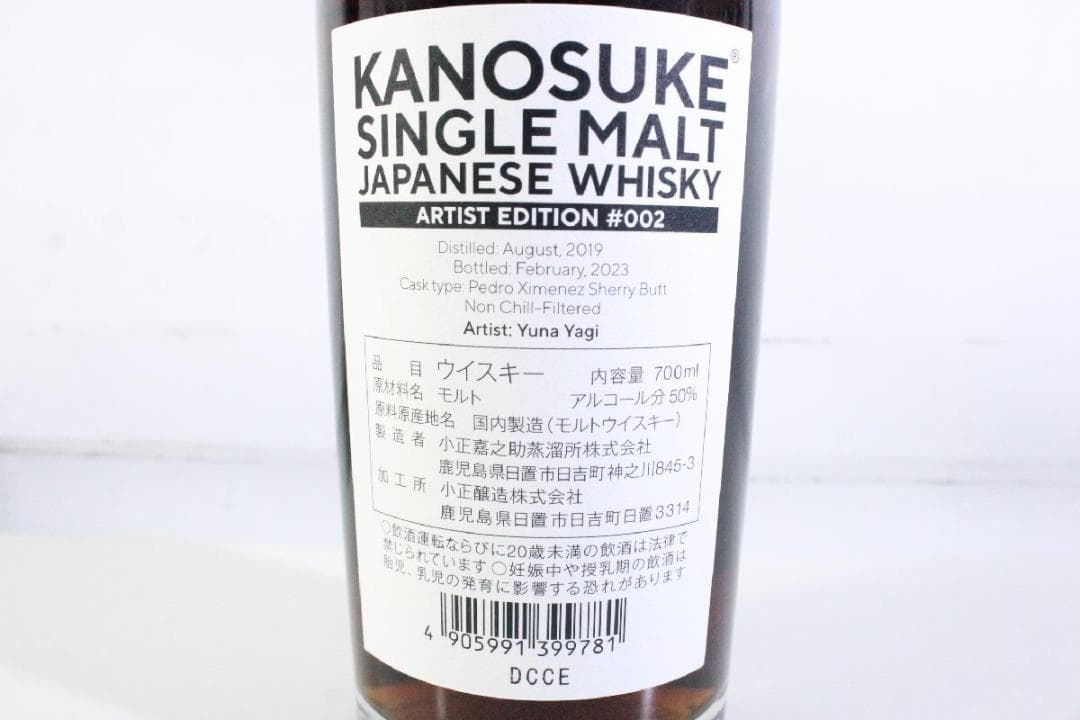 KANOSUKE®
SINGLE MALT
JAPANESE WHISKY
ARTIST EDITION #002
Distilled: August, 2019
Bottled: February, 2023
Cask type: Pedro Ximenez Sherry Butt
Non Chill-Filtered
Artist: Yuna Yagi
品目 ウイスキー 内容量 700ml
原材料名 モルト アルコール分 50%
原料原産地名 国内製造(モルトウイスキー)
製造者 小正嘉之助蒸溜所株式会社
鹿児島県日置市日吉町神之川845-3
加工所 小正醸造株式会社
鹿児島県日置市日吉町日置3314
○飲酒運転ならびに20歳未満の飲酒は法律で
禁じられています ○妊娠中や授乳期の飲酒は
胎児、乳児の発育に影響する恐れがあります
4 905991 399781
DCCE